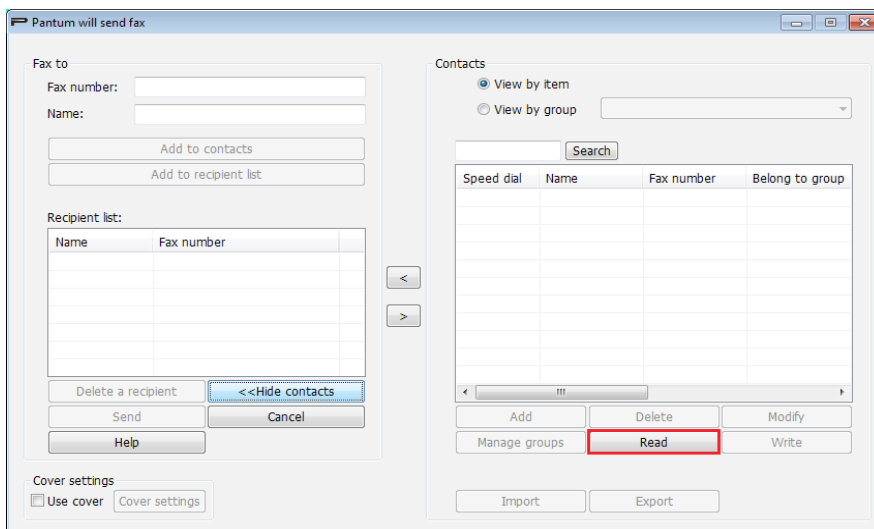 Pantum will send fax
Fax to
Fax number:
Name:
Add to contacts
Add to recipient list
Recipient list:
Name Fax number
Delete a recipient <<Hide contacts
Send Cancel
Help
Cover settings
Use cover Cover settings
<
>
Contacts
View by item
View by group
Search
Speed dial Name Fax number Belong to group
Add Delete Modify
Manage groups Read Write
Import Export